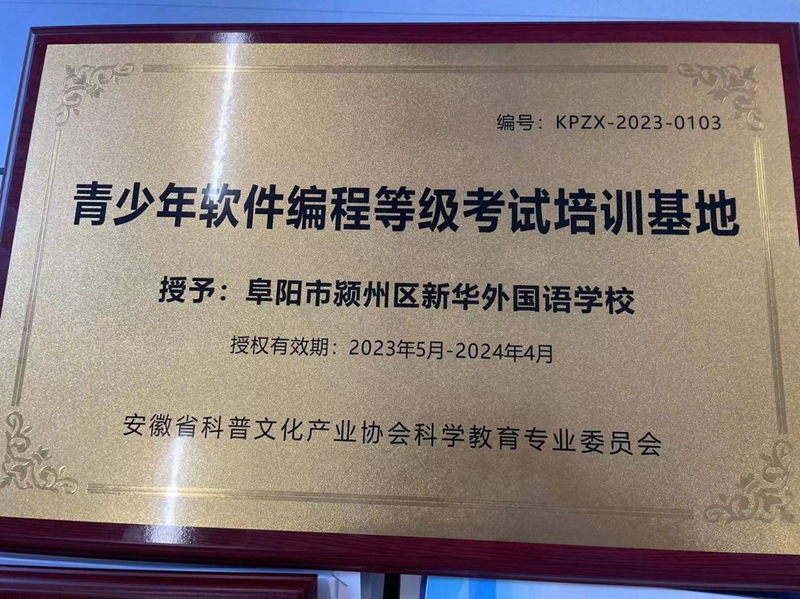 编号：KPZX-2023-0103
青少年软件编程等级考试培训基地
授予：阜阳市颍州区新华外国语学校
授权有效期：2023年5月-2024年4月
安徽省科普文化产业协会科学教育专业委员会